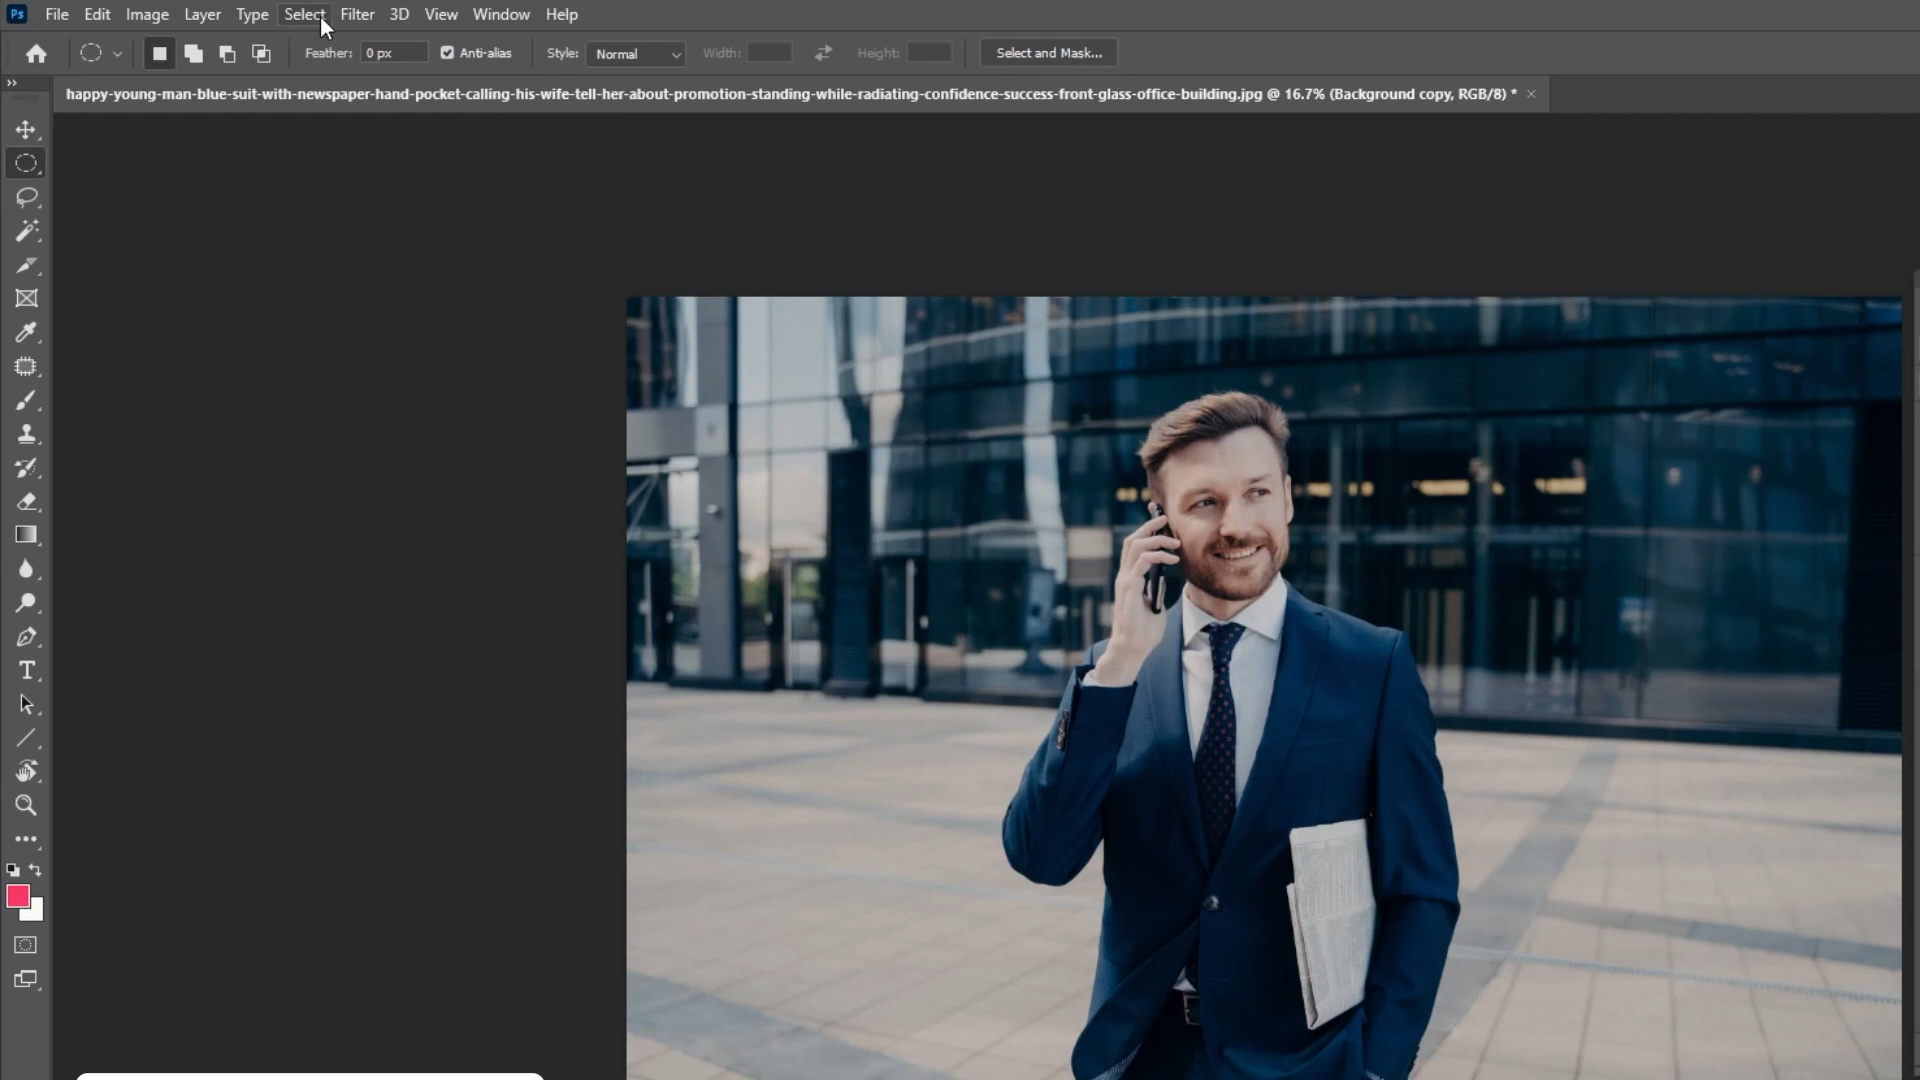 Ps File Edit Image Layer Type Select Filter 3D View Window Help
Feather: 0 px Anti-alias Style: Normal Width: Height: Select and Mask...
happy-young-man-blue-suit-with-newspaper-hand-pocket-calling-his-wife-tell-her-about-promotion-standing-while-radiating-confidence-success-front-glass-office-building.jpg @ 16.7% (Background copy, RGB/8) *